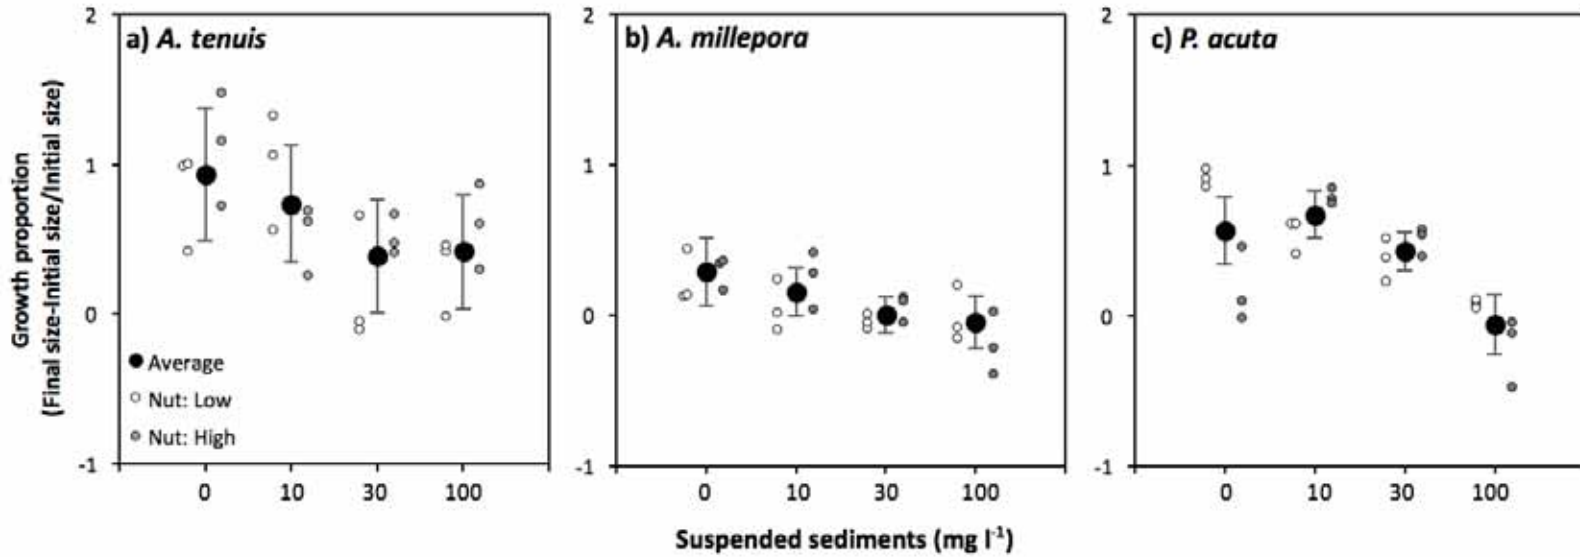 a) A. tenuis
b) A. millepora
c) P. acuta
Growth proportion
(Final size-Initial size/Initial size)
2
1
0
-1
Average
Nut: Low
Nut: High
0 10 30 100
2
1
0
-1
0 10 30 100
2
1
0
-1
0 10 30 100
Suspended sediments (mg l⁻¹)